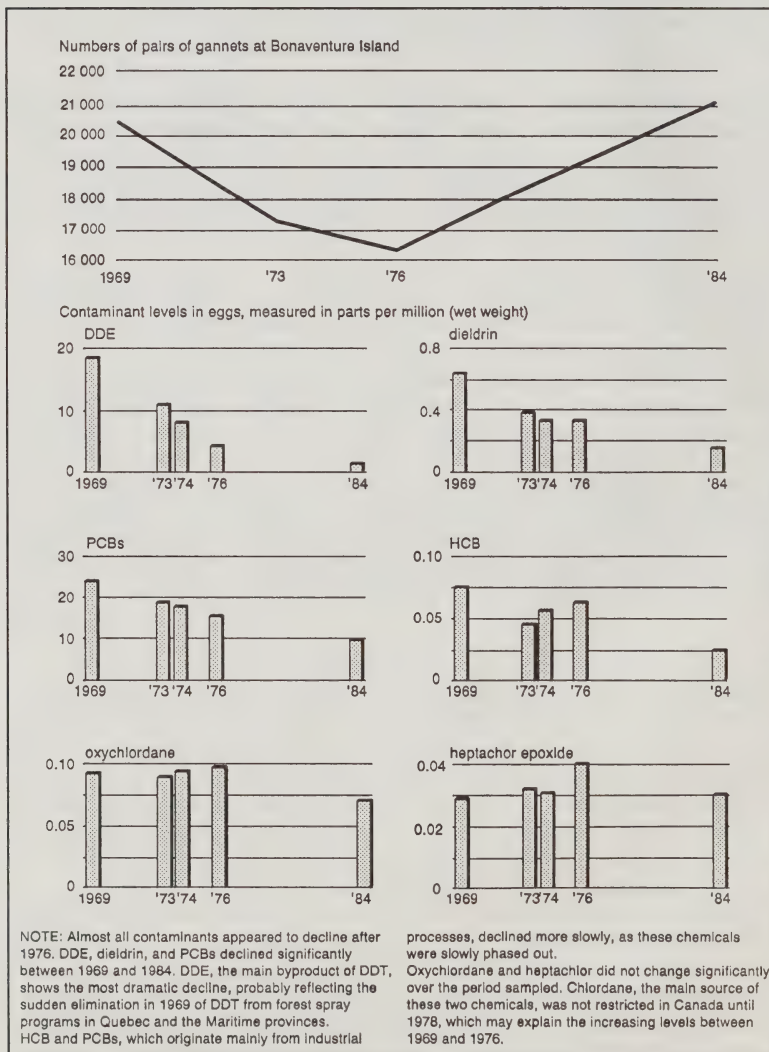 Numbers of pairs of gannets at Bonaventure Island
22 000
21 000
20 000
19 000
18 000
17 000
16 000
1969 '73 '76 '84
Contaminant levels in eggs, measured in parts per million (wet weight)
DDE
20
10
0
1969 '73 '74 '76 '84
dieldrin
0.8
0.4
0
1969 '73 '74 '76 '84
PCBs
30
20
10
0
1969 '73 '74 '76 '84
HCB
0.10
0.05
0
1969 '73 '74 '76 '84
oxychlordane
0.10
0.05
0
1969 '73 '74 '76 '84
heptachor epoxide
0.04
0.02
0
1969 '73 '74 '76 '84
NOTE: Almost all contaminants appeared to decline after
1976. DDE, dieldrin, and PCBs declined significantly
between 1969 and 1984. DDE, the main byproduct of DDT,
shows the most dramatic decline, probably reflecting the
sudden elimination in 1969 of DDT from forest spray
programs in Quebec and the Maritime provinces.
HCB and PCBs, which originate mainly from industrial
processes, declined more slowly, as these chemicals
were slowly phased out.
Oxychlordane and heptachlor did not change significantly
over the period sampled. Chlordane, the main source of
these two chemicals, was not restricted in Canada until
1978, which may explain the increasing levels between
1969 and 1976.